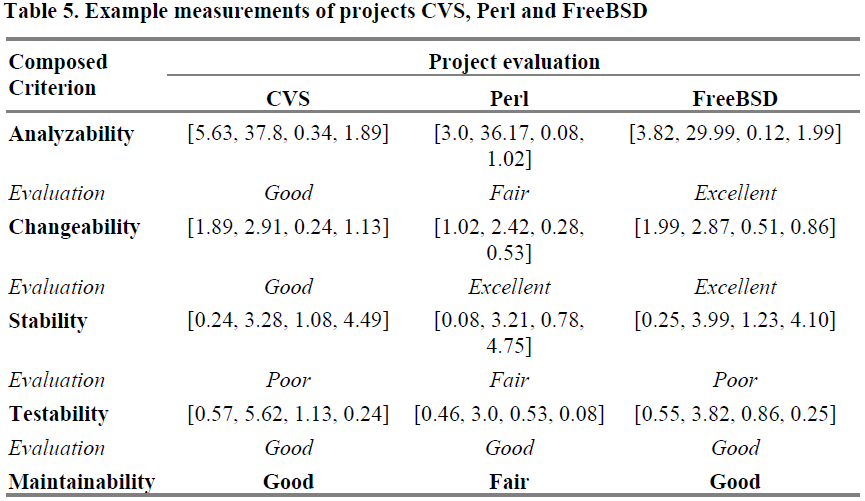 Table 5. Example measurements of projects CVS, Perl and FreeBSD
Composed Criterion
Project evaluation
CVS Perl FreeBSD
Analyzability [5.63, 37.8, 0.34, 1.89] [3.0, 36.17, 0.08, 1.02] [3.82, 29.99, 0.12, 1.99]
Evaluation Good Fair Excellent
Changeability [1.89, 2.91, 0.24, 1.13] [1.02, 2.42, 0.28, 0.53] [1.99, 2.87, 0.51, 0.86]
Evaluation Good Excellent Excellent
Stability [0.24, 3.28, 1.08, 4.49] [0.08, 3.21, 0.78, 4.75] [0.25, 3.99, 1.23, 4.10]
Evaluation Poor Fair Poor
Testability [0.57, 5.62, 1.13, 0.24] [0.46, 3.0, 0.53, 0.08] [0.55, 3.82, 0.86, 0.25]
Evaluation Good Good Good
Maintainability Good Fair Good